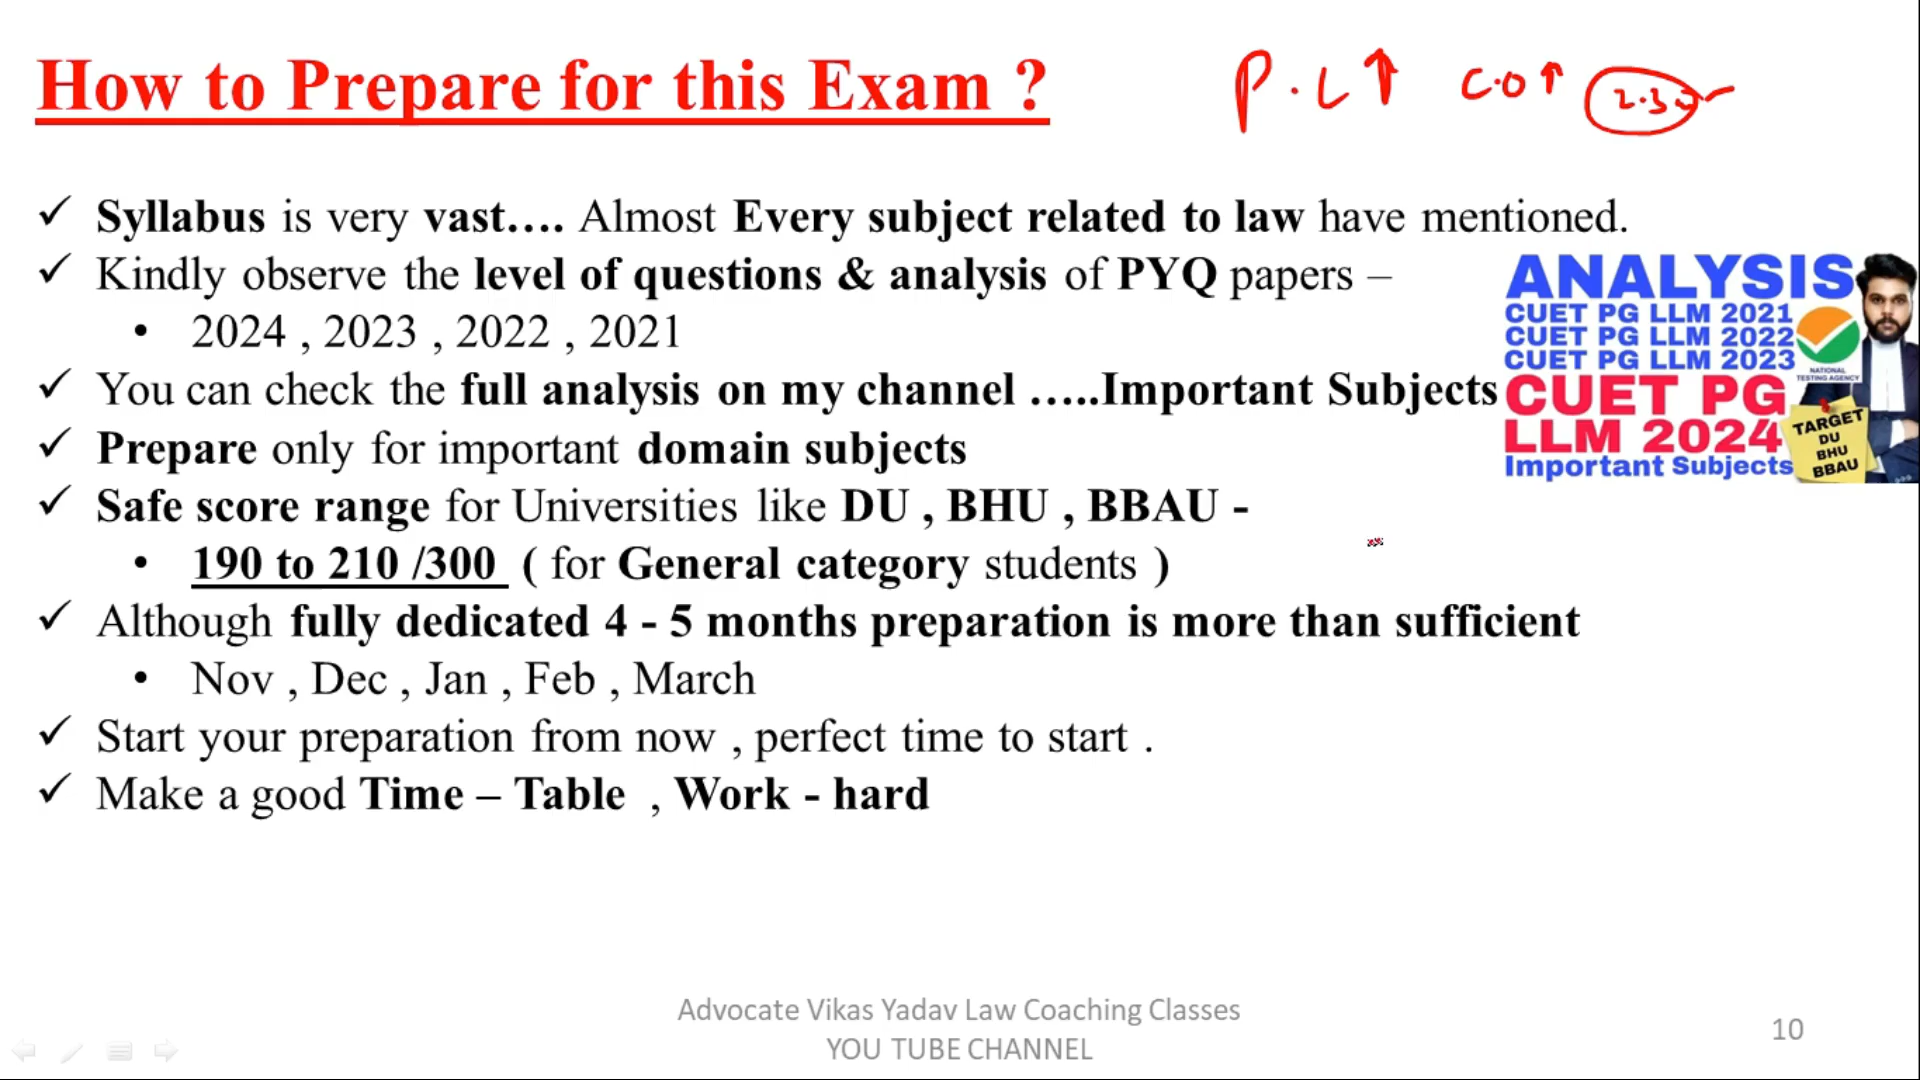 How to Prepare for this Exam ?
P.L↑ C.O↑
✓ Syllabus is very vast…. Almost Every subject related to law have mentioned.
✓ Kindly observe the level of questions & analysis of PYQ papers –
• 2024 , 2023 , 2022 , 2021
✓ You can check the full analysis on my channel …..Important Subjects
✓ Prepare only for important domain subjects
✓ Safe score range for Universities like DU , BHU , BBAU -
• 190 to 210 /300 ( for General category students )
✓ Although fully dedicated 4 - 5 months preparation is more than sufficient
• Nov , Dec , Jan , Feb , March
✓ Start your preparation from now , perfect time to start .
✓ Make a good Time – Table , Work - hard
ANALYSIS
CUET PG LLM 2021
CUET PG LLM 2022
CUET PG LLM 2023
NATIONAL
TESTING AGENCY
CUET PG
LLM 2024
Important Subjects
TARGET
DU
BHU
BBAU
Advocate Vikas Yadav Law Coaching Classes
YOU TUBE CHANNEL
10